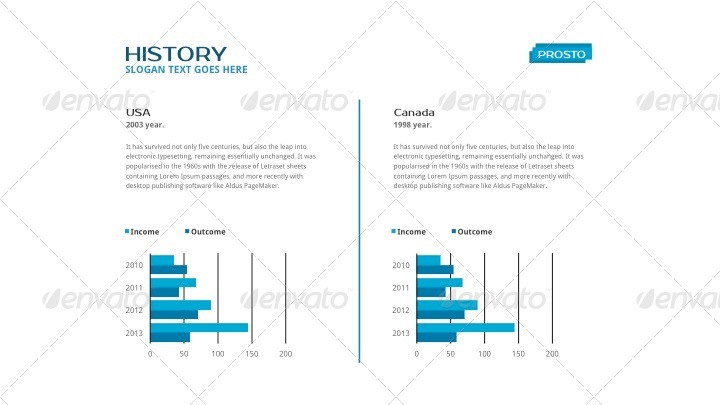 HISTORY
SLOGAN TEXT GOES HERE
PROSTO
USA
2003 year.
It has survived not only five centuries, but also the leap into
electronic typesetting, remaining essentially unchanged. It was
popularised in the 1960s with the release of Letraset sheets
containing Lorem Ipsum passages, and more recently with
desktop publishing software like Aldus PageMaker.
Income Outcome
2010
2011
2012
2013
0 50 100 150 200
Canada
1998 year.
It has survived not only five centuries, but also the leap into
electronic typesetting, remaining essentially unchanged. It was
popularised in the 1960s with the release of Letraset sheets
containing Lorem Ipsum passages, and more recently with
desktop publishing software like Aldus PageMaker.
Income Outcome
2010
2011
2012
2013
0 50 100 150 200
envato envato envato envato
envato envato envato envato